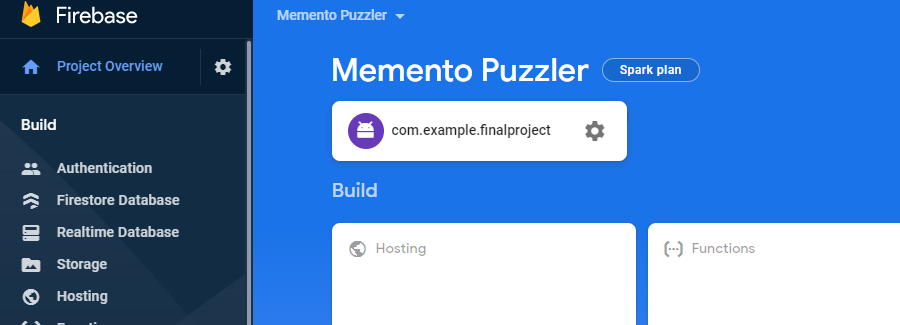 Firebase
Project Overview
Build
Authentication
Firestore Database
Realtime Database
Storage
Hosting
Memento Puzzler
Memento Puzzler
Spark plan
com.example.finalproject
Build
Hosting
Functions